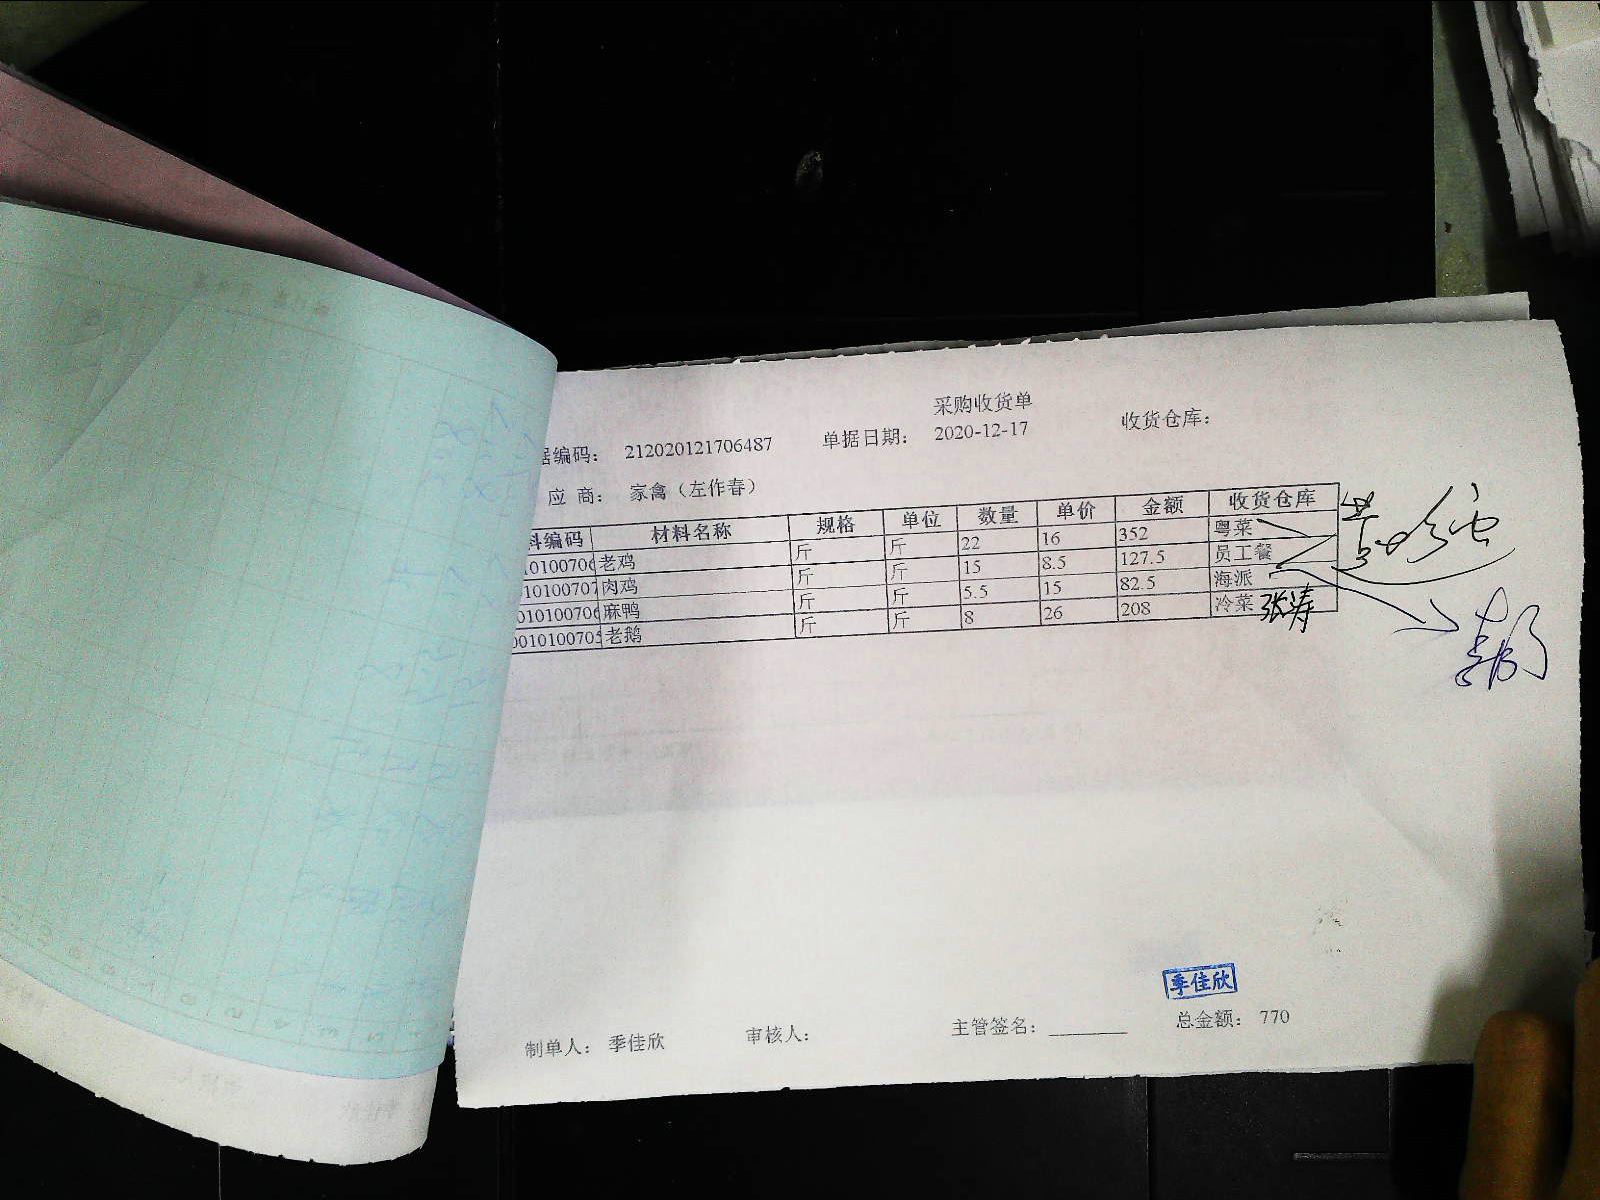 采购收货单
据编码: 212020121706487 单据日期: 2020-12-17 收货仓库:
应 商: 家禽(左作春)
料编码 材料名称 规格 单位 数量 单价 金额 收货仓库
老鸡 斤 斤 22 16 352 粤菜
0100707 肉鸡 斤 斤 15 8.5 127.5 员工餐
麻鸭 斤 斤 5.5 15 82.5 海派
老鹅 斤 斤 8 26 208 冷菜 张涛
季佳欣
制单人: 季佳欣 审核人: 主管签名: 总金额: 770